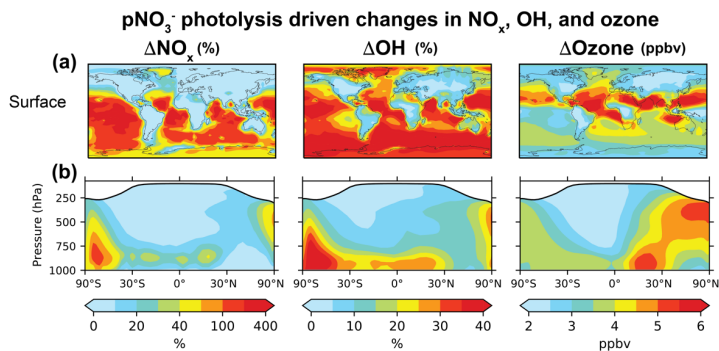 pNO₃⁻ photolysis driven changes in NOₓ, OH, and ozone
ΔNOₓ (%)
ΔOH (%)
ΔOzone (ppbv)
(a)
Surface
(b)
Pressure (hPa)
250
500
750
1000
90°S 30°S 0°N 30°N 90°N
90°S 30°S 0°N 30°N 90°N
90°S 30°S 0°N 30°N 90°N
0 20 40 100 400
%
0 10 20 30 40
%
2 3 4 5 6
ppbv